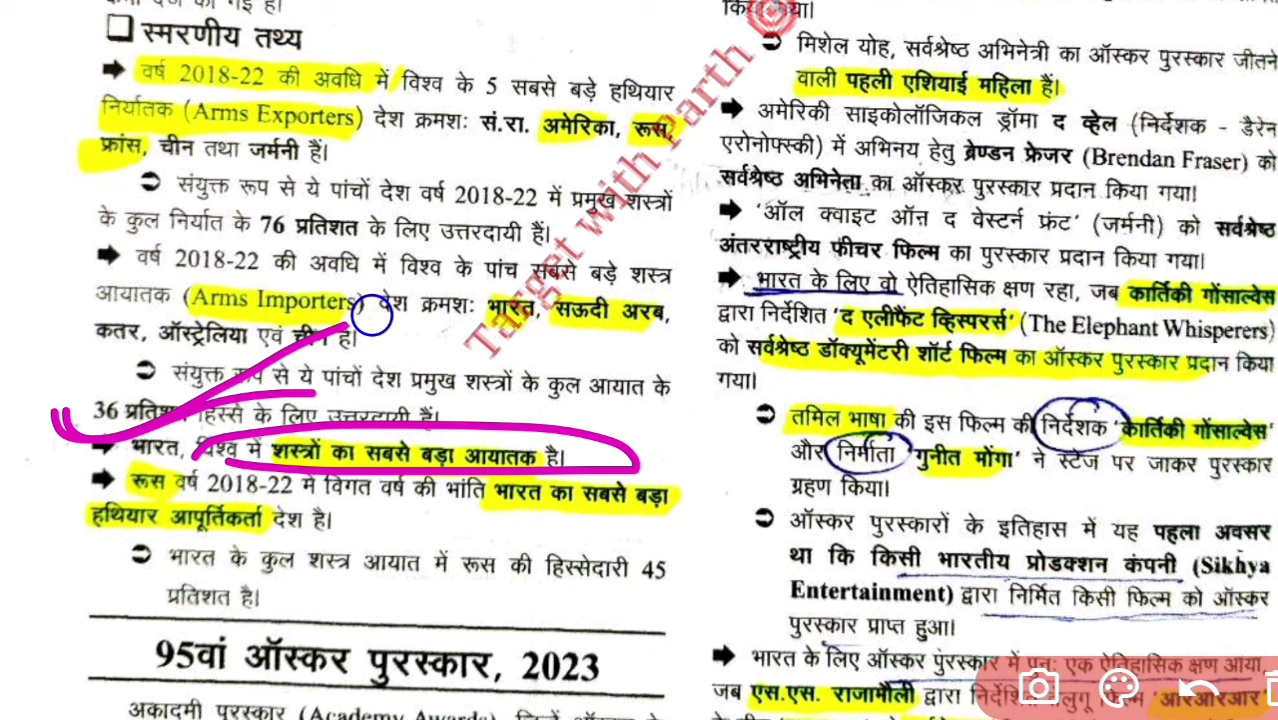 ❑ स्मरणीय तथ्य
➡ वर्ष 2018-22 की अवधि में विश्व के 5 सबसे बड़े हथियार
निर्यातक (Arms Exporters) देश क्रमशः सं.रा. अमेरिका, रूस,
फ्रांस, चीन तथा जर्मनी हैं।
➲ संयुक्त रूप से ये पांचों देश वर्ष 2018-22 में प्रमुख शस्त्रों
के कुल निर्यात के 76 प्रतिशत के लिए उत्तरदायी हैं।
➡ वर्ष 2018-22 की अवधि में विश्व के पांच सबसे बड़े शस्त्र
आयातक (Arms Importers) देश क्रमशः भारत, सऊदी अरब,
कतर, ऑस्ट्रेलिया एवं चीन हैं।
➲ संयुक्त रूप से ये पांचों देश प्रमुख शस्त्रों के कुल आयात के
36 प्रतिशत हिस्से के लिए उत्तरदायी हैं।
➡ भारत, विश्व में शस्त्रों का सबसे बड़ा आयातक है।
➡ रूस वर्ष 2018-22 में विगत वर्ष की भांति भारत का सबसे बड़ा
हथियार आपूर्तिकर्ता देश है।
➲ भारत के कुल शस्त्र आयात में रूस की हिस्सेदारी 45
प्रतिशत है।
95वां ऑस्कर पुरस्कार, 2023
अकादमी पुरस्कार (Academy Awards),
किया गया।
➲ मिशेल योह, सर्वश्रेष्ठ अभिनेत्री का ऑस्कर पुरस्कार जीतने
वाली पहली एशियाई महिला हैं।
➡ अमेरिकी साइकोलॉजिकल ड्रॉमा द व्हेल (निर्देशक - डैरेन
एरोनोफ्स्की) में अभिनय हेतु ब्रेण्डन फ्रेजर (Brendan Fraser) को
सर्वश्रेष्ठ अभिनेता का ऑस्कर पुरस्कार प्रदान किया गया।
➡ 'ऑल क्वाइट ऑन द वेस्टर्न फ्रंट' (जर्मनी) को सर्वश्रेष्ठ
अंतरराष्ट्रीय फीचर फिल्म का पुरस्कार प्रदान किया गया।
➡ भारत के लिए वो ऐतिहासिक क्षण रहा, जब कार्तिकी गोंसाल्वेस
द्वारा निर्देशित 'द एलीफैंट व्हिस्परर्स' (The Elephant Whisperers)
को सर्वश्रेष्ठ डॉक्यूमेंटरी शॉर्ट फिल्म का ऑस्कर पुरस्कार प्रदान किया
गया।
➲ तमिल भाषा की इस फिल्म की निर्देशक 'कार्तिकी गोंसाल्वेस'
और निर्माता 'गुनीत मोंगा' ने स्टेज पर जाकर पुरस्कार
ग्रहण किया।
➲ ऑस्कर पुरस्कारों के इतिहास में यह पहला अवसर
था कि किसी भारतीय प्रोडक्शन कंपनी (Sikhya
Entertainment) द्वारा निर्मित किसी फिल्म को ऑस्कर
पुरस्कार प्राप्त हुआ।
➡ भारत के लिए ऑस्कर पुरस्कार में पुनः एक ऐतिहासिक क्षण आया,
जब एस.एस. राजामौली द्वारा निर्देशित तेलुगू फिल्म 'आरआरआर'
Target with Parth